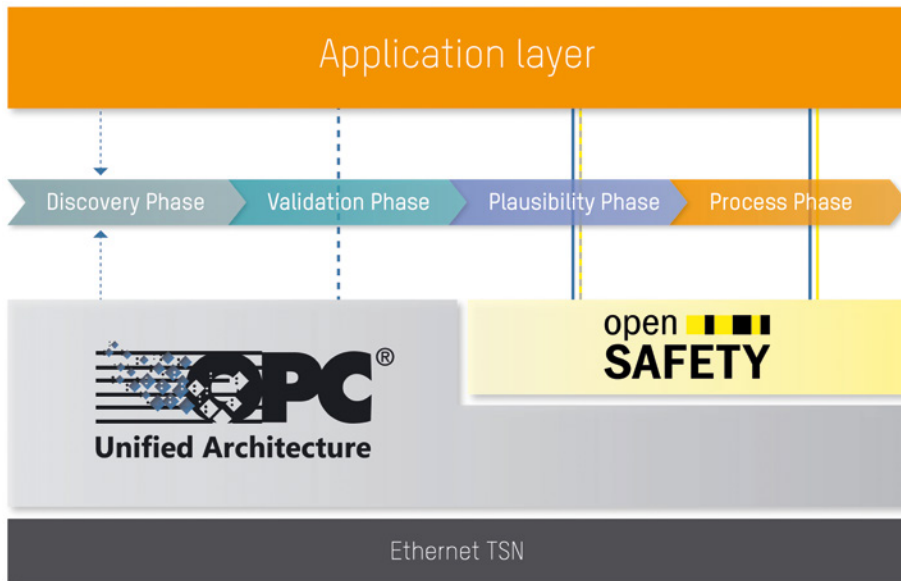 Application layer
Discovery Phase
Validation Phase
Plausibility Phase
Process Phase
OPC®
Unified Architecture
open
SAFETY
Ethernet TSN